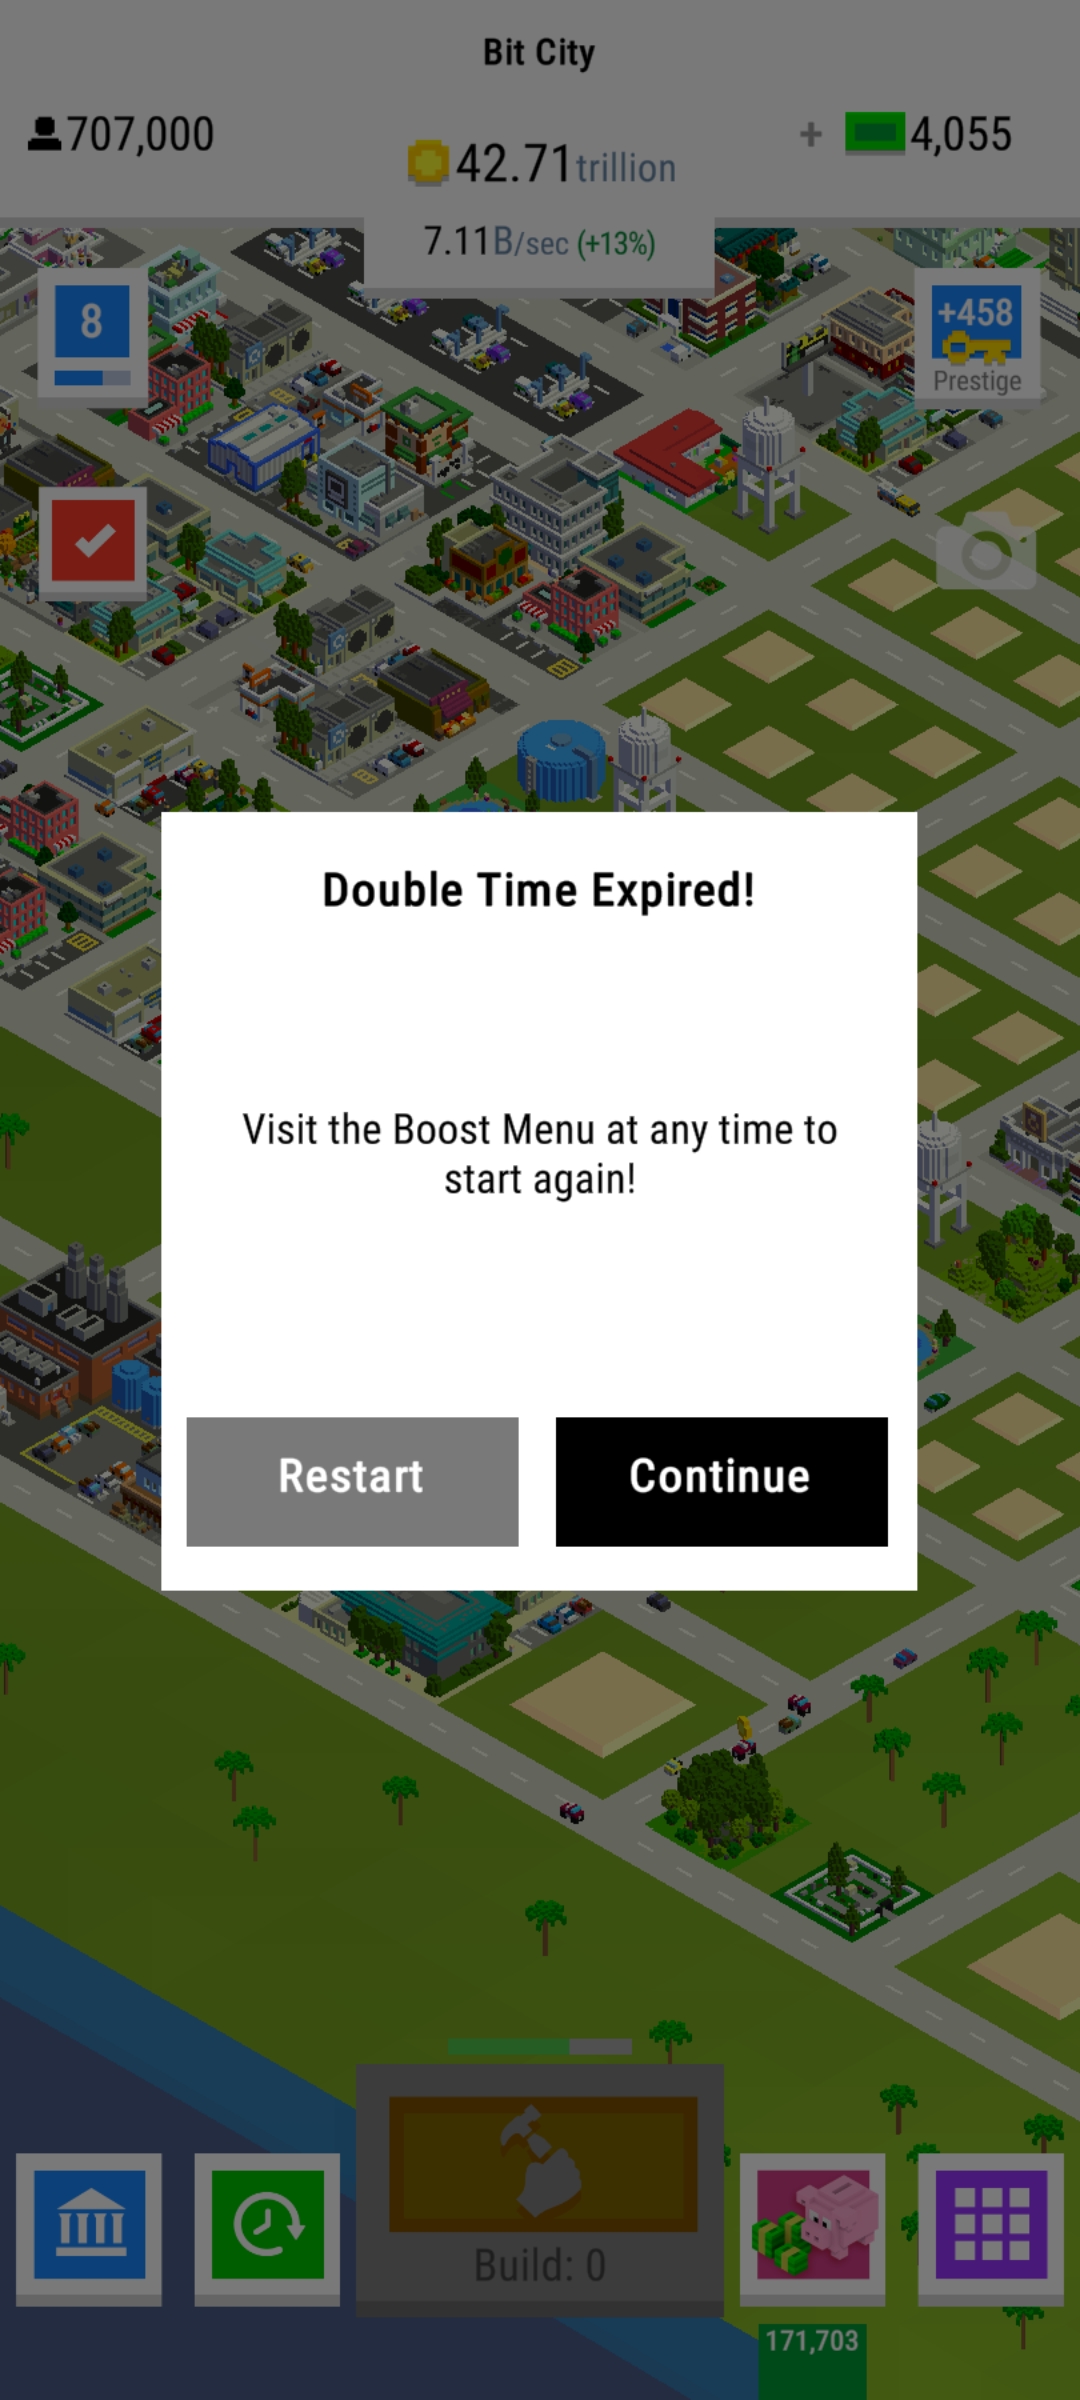 Bit City
707,000
42.71 trillion
+ 4,055
7.11B/sec (+13%)
8
+458
Prestige
Double Time Expired!
Visit the Boost Menu at any time to
start again!
Restart
Continue
Build: 0
171,703